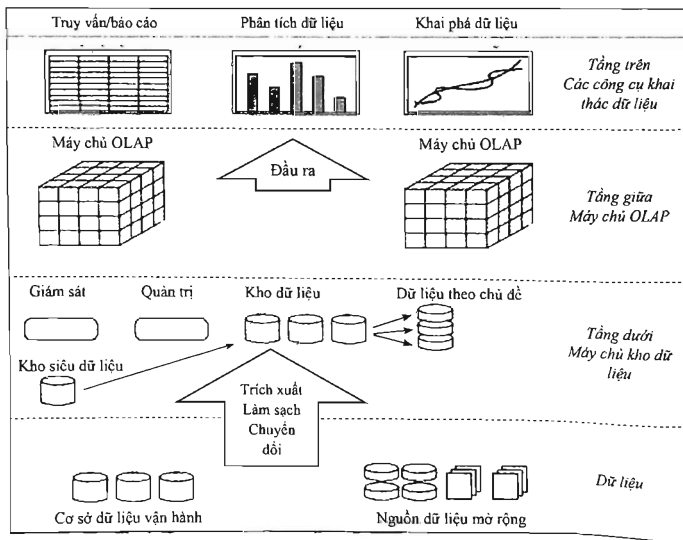 Truy vấn/báo cáo
Phân tích dữ liệu
Khai phá dữ liệu
Tầng trên
Các công cụ khai
thác dữ liệu
Máy chủ OLAP
Đầu ra
Máy chủ OLAP
Tầng giữa
Máy chủ OLAP
Giám sát
Quản trị
Kho dữ liệu
Dữ liệu theo chủ đề
Tầng dưới
Máy chủ kho dữ
liệu
Kho siêu dữ liệu
Trích xuất
Làm sạch
Chuyển
đổi
Dữ liệu
Cơ sở dữ liệu vận hành
Nguồn dữ liệu mở rộng